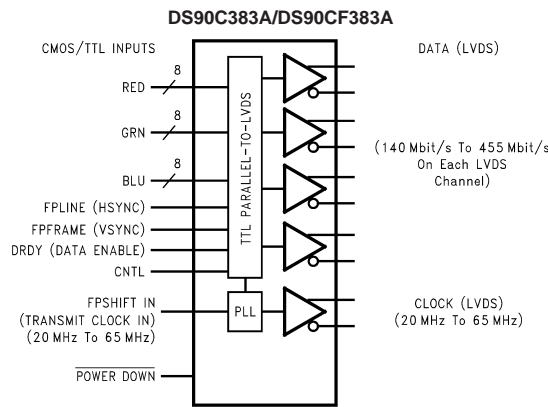 DS90C383A/DS90CF383A
CMOS/TTL INPUTS
DATA (LVDS)
RED
8
GRN
8
BLU
8
FPLINE (HSYNC)
FPFRAME (VSYNC)
DRDY (DATA ENABLE)
CNTL
TTL PARALLEL-TO-LVDS
(140 Mbit/s To 455 Mbit/s
On Each LVDS
Channel)
FPSHIFT IN
(TRANSMIT CLOCK IN)
(20 MHz To 65 MHz)
PLL
CLOCK (LVDS)
(20 MHz To 65 MHz)
POWER DOWN